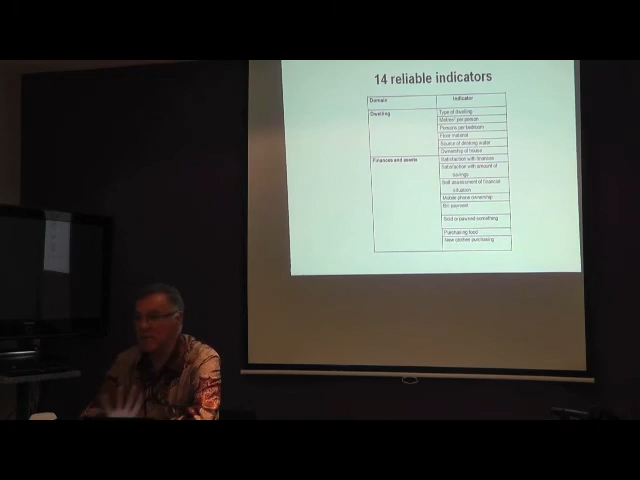 14 reliable indicators
Domain Indicator
Dwelling Type of dwelling
Metres² per person
Persons per bedroom
Floor material
Source of drinking water
Ownership of house
Finances and assets Satisfaction with finances
Satisfaction with amount of
savings
Self assessment of financial
situation
Mobile phone ownership
Bill payment
Sold or pawned something
Purchasing food
New clothes purchasing